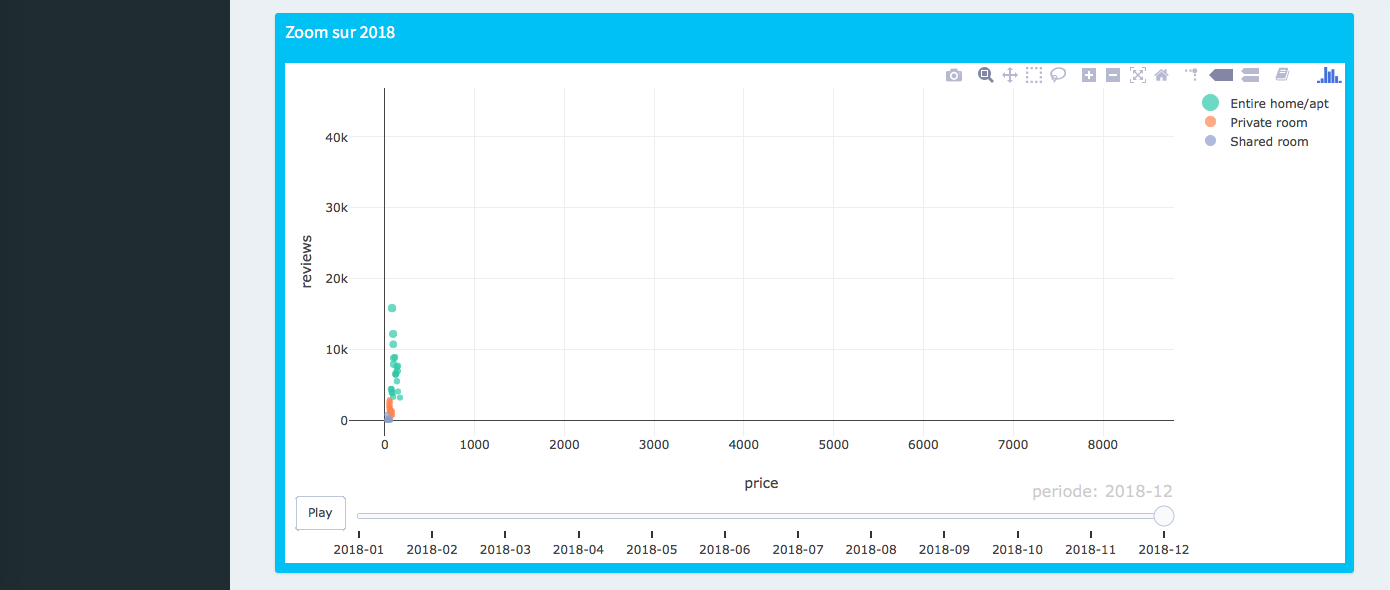 Zoom sur 2018
Entire home/apt
Private room
Shared room
40k
30k
20k
10k
0
reviews
0 1000 2000 3000 4000 5000 6000 7000 8000
price
periode: 2018-12
Play
2018-01 2018-02 2018-03 2018-04 2018-05 2018-06 2018-07 2018-08 2018-09 2018-10 2018-11 2018-12